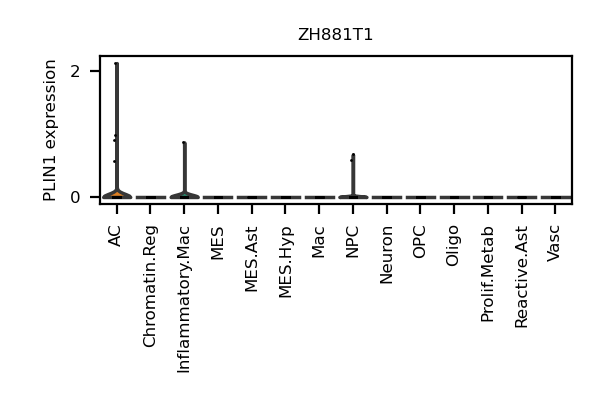 ZH881T1
PLIN1 expression
2
0
AC
Chromatin.Reg
Inflammatory.Mac
MES
MES.Ast
MES.Hyp
Mac
NPC
Neuron
OPC
Oligo
Prolif.Metab
Reactive.Ast
Vasc